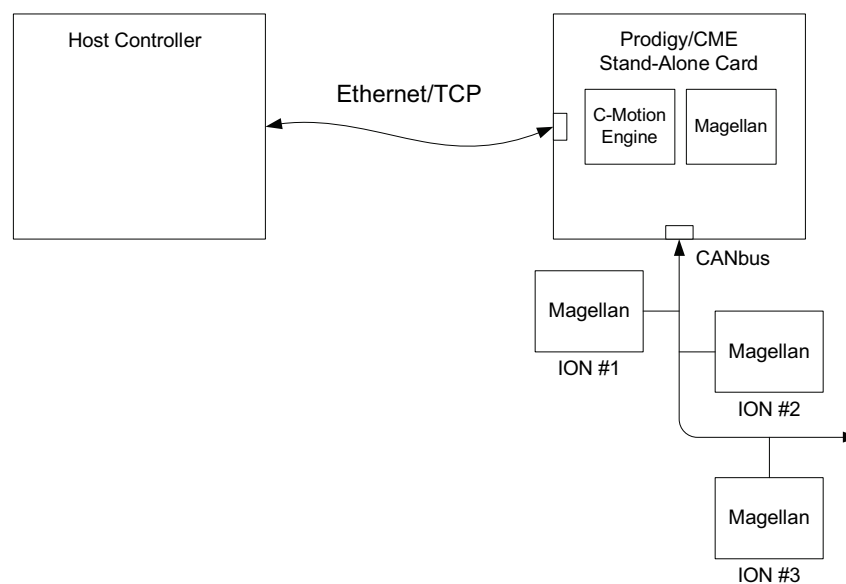 Host Controller
Prodigy/CME
Stand-Alone Card
Ethernet/TCP
C-Motion
Engine
Magellan
CANbus
Magellan
ION #1
Magellan
ION #2
Magellan
ION #3